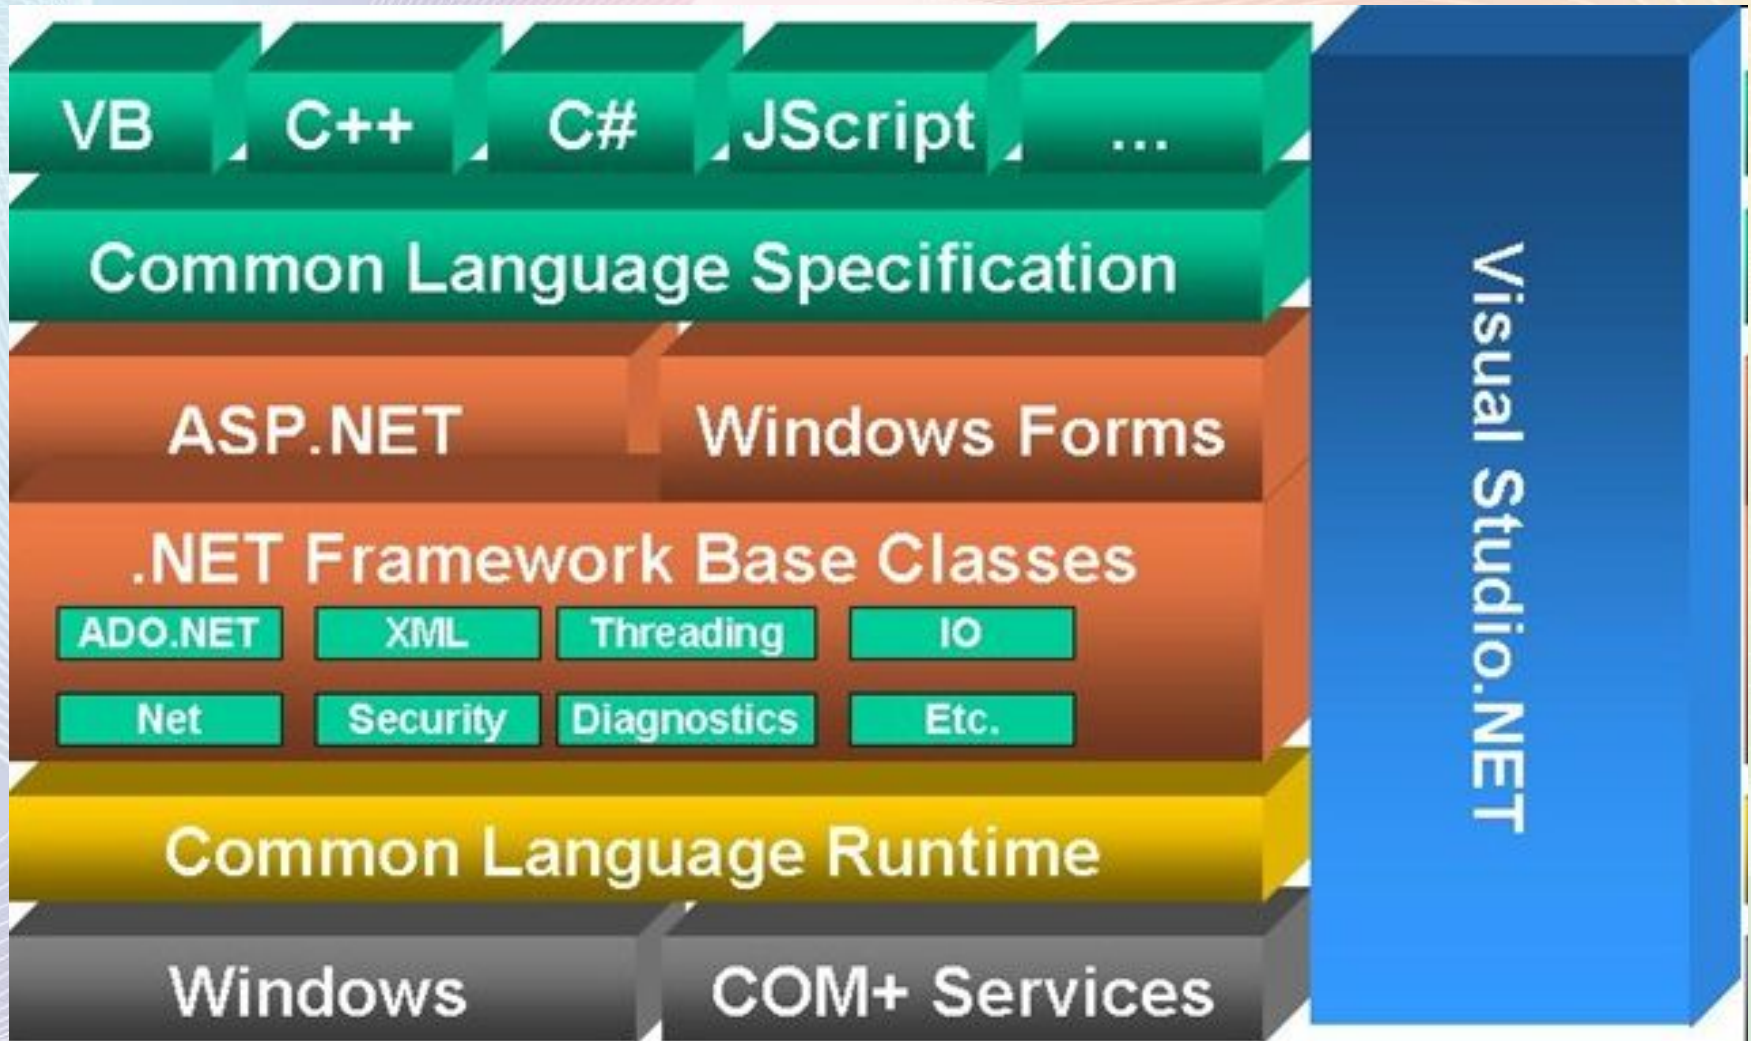 VB C++ C# JScript ...
Common Language Specification
ASP.NET Windows Forms
.NET Framework Base Classes
ADO.NET XML Threading IO
Net Security Diagnostics Etc.
Common Language Runtime
Windows COM+ Services
Visual Studio.NET